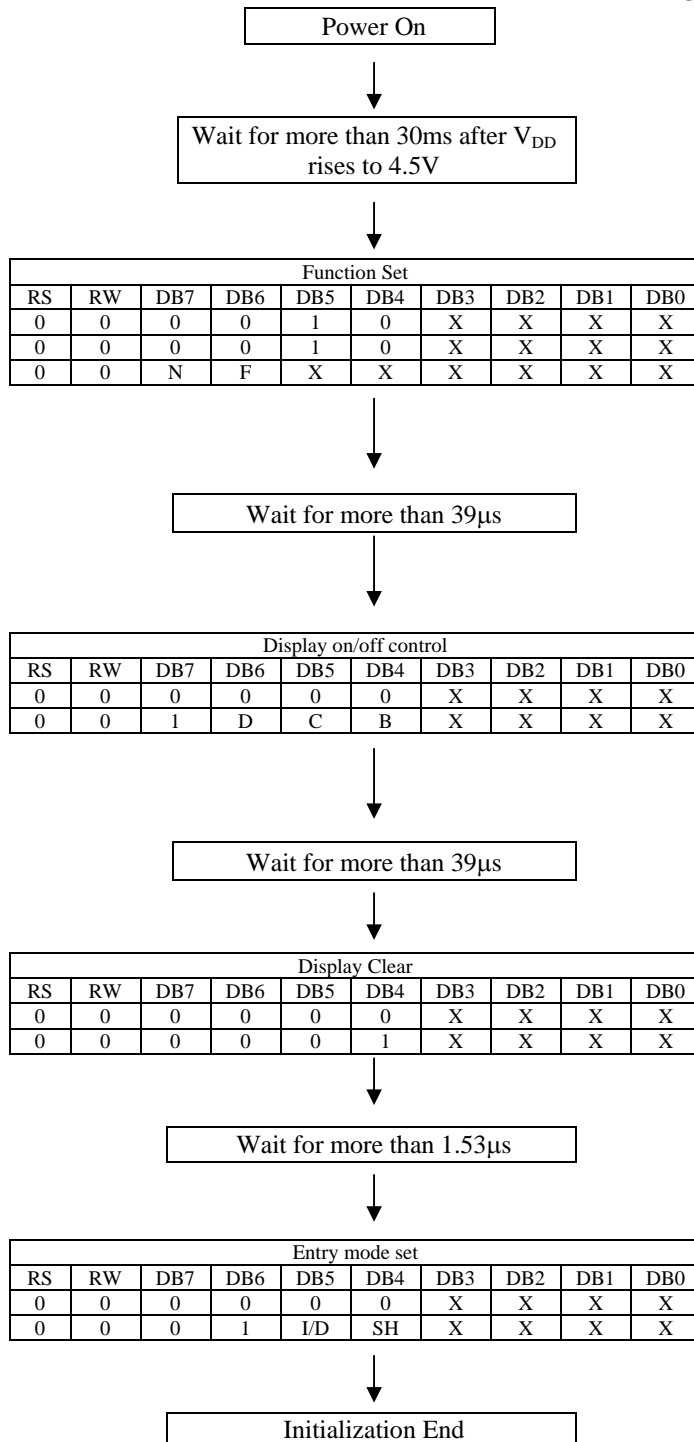 Power On
Wait for more than 30ms after VDD
rises to 4.5V
Function Set
RS RW DB7 DB6 DB5 DB4 DB3 DB2 DB1 DB0
0 0 0 0 1 0 X X X X
0 0 0 0 1 0 X X X X
0 0 N F X X X X X X
Wait for more than 39µs
Display on/off control
RS RW DB7 DB6 DB5 DB4 DB3 DB2 DB1 DB0
0 0 0 0 0 0 X X X X
0 0 1 D C B X X X X
Wait for more than 39µs
Display Clear
RS RW DB7 DB6 DB5 DB4 DB3 DB2 DB1 DB0
0 0 0 0 0 0 X X X X
0 0 0 0 0 1 X X X X
Wait for more than 1.53µs
Entry mode set
RS RW DB7 DB6 DB5 DB4 DB3 DB2 DB1 DB0
0 0 0 0 0 0 X X X X
0 0 0 1 I/D SH X X X X
Initialization End